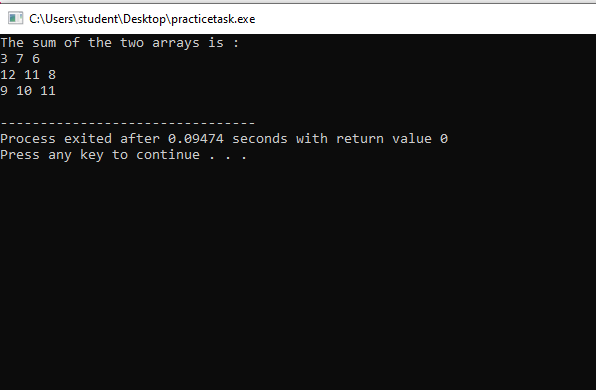 C:\Users\student\Desktop\practicetask.exe
The sum of the two arrays is :
3 7 6
12 11 8
9 10 11
--------------------------------
Process exited after 0.09474 seconds with return value 0
Press any key to continue . . .